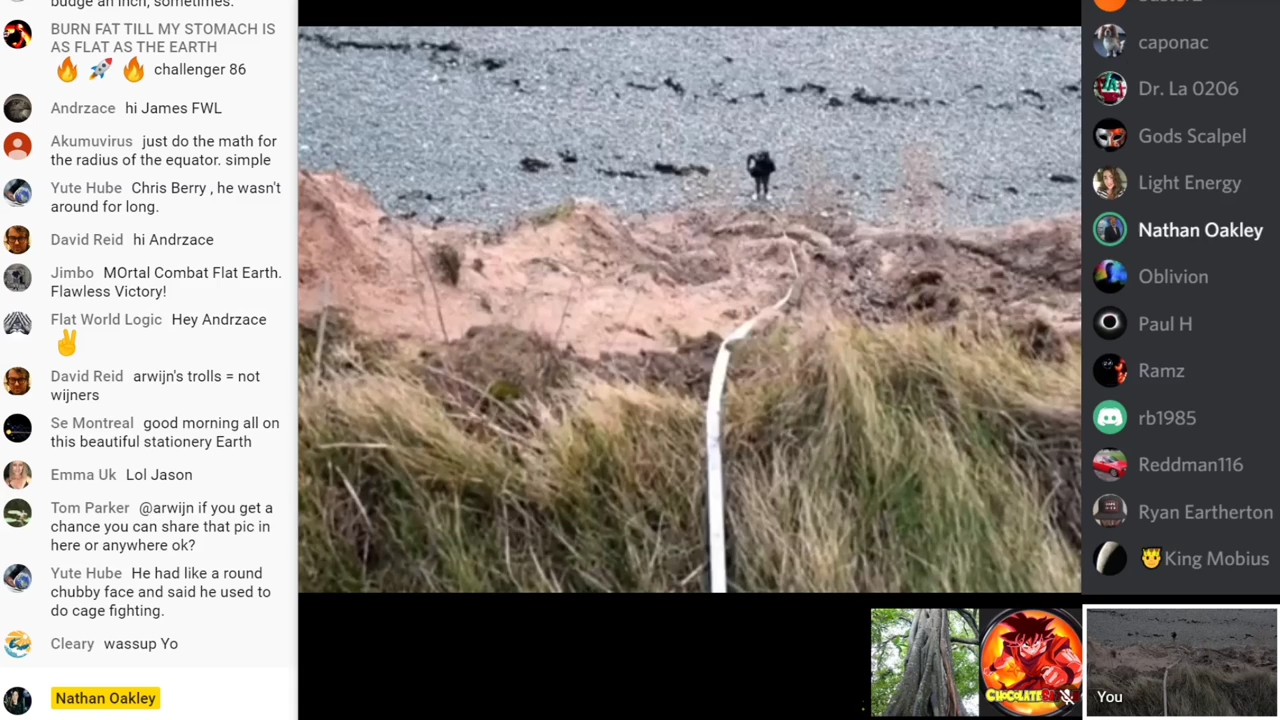 budge an inch, sometimes.
BURN FAT TILL MY STOMACH IS
AS FLAT AS THE EARTH
🔥 🚀 🔥 challenger 86
Andrzace hi James FWL
Akumuvirus just do the math for
the radius of the equator. simple
Yute Hube Chris Berry , he wasn't
around for long.
David Reid hi Andrzace
Jimbo MOrtal Combat Flat Earth.
Flawless Victory!
Flat World Logic Hey Andrzace
✌
David Reid arwijn's trolls = not
wijners
Se Montreal good morning all on
this beautiful stationery Earth
Emma Uk Lol Jason
Tom Parker @arwijn if you get a
chance you can share that pic in
here or anywhere ok?
Yute Hube He had like a round
chubby face and said he used to
do cage fighting.
Cleary wassup Yo
Nathan Oakley
caponac
Dr. La 0206
Gods Scalpel
Light Energy
Nathan Oakley
Oblivion
Paul H
Ramz
rb1985
Reddman116
Ryan Eartherton
King Mobius
You